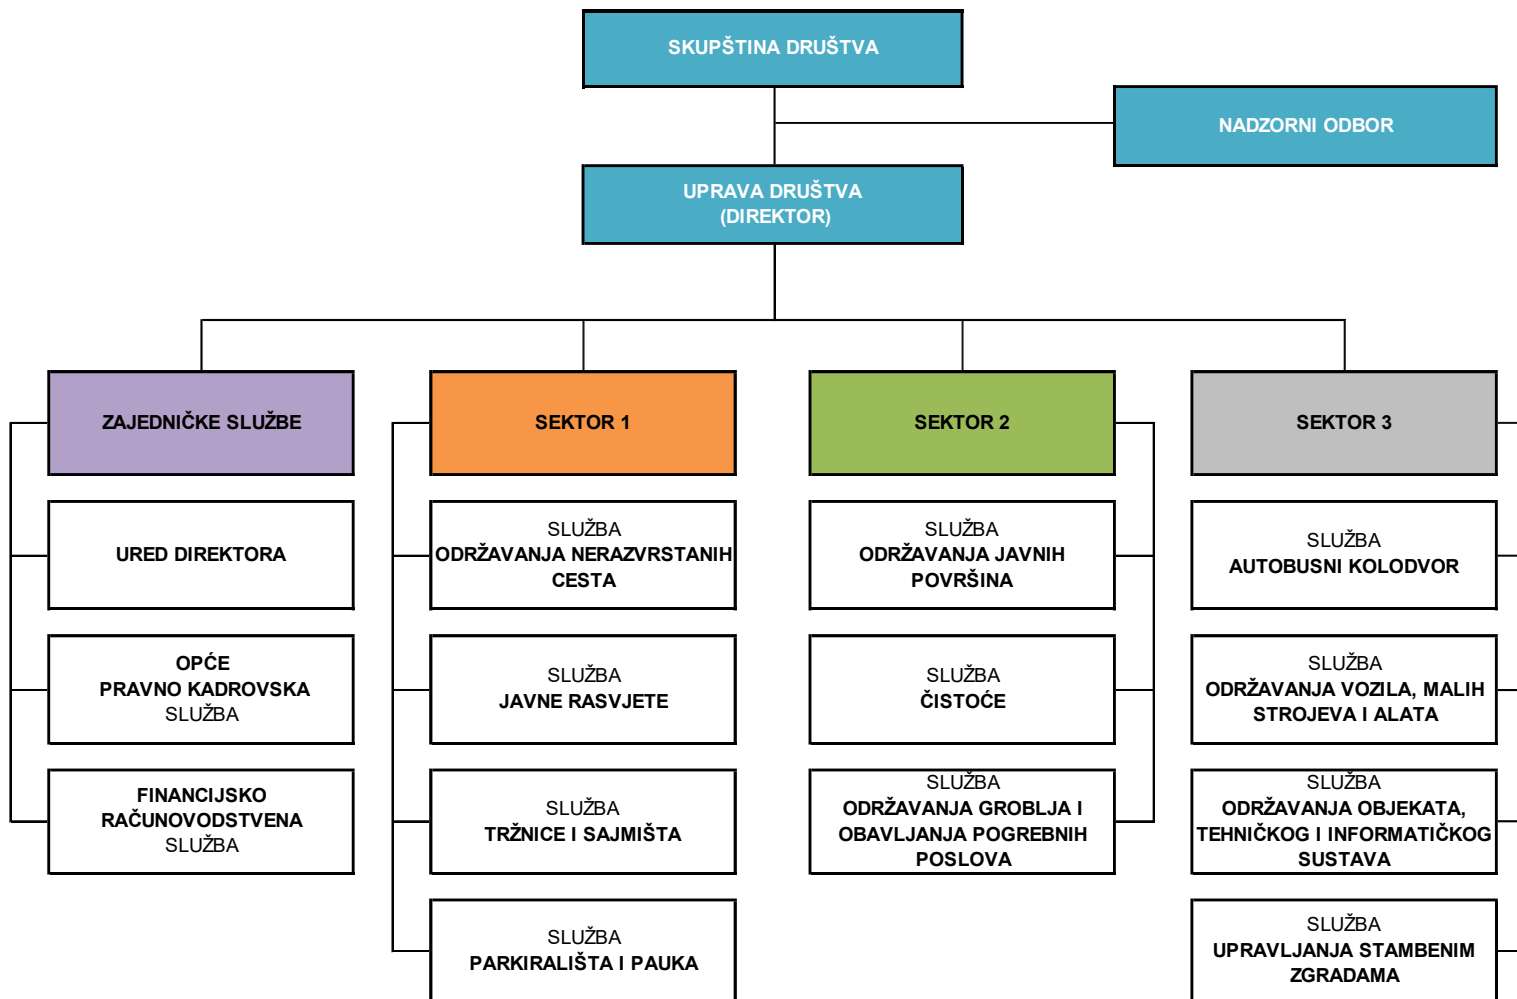 SKUPŠTINA DRUŠTVA
NADZORNI ODBOR
UPRAVA DRUŠTVA
(DIREKTOR)
ZAJEDNIČKE SLUŽBE
SEKTOR 1
SEKTOR 2
SEKTOR 3
URED DIREKTORA
SLUŽBA
ODRŽAVANJA NERAZVRSTANIH
CESTA
SLUŽBA
ODRŽAVANJA JAVNIH
POVRŠINA
SLUŽBA
AUTOBUSNI KOLODVOR
OPĆE
PRAVNO KADROVSKA
SLUŽBA
SLUŽBA
JAVNE RASVJETE
SLUŽBA
ČISTOĆE
SLUŽBA
ODRŽAVANJA VOZILA, MALIH
STROJEVA I ALATA
FINANCIJSKO
RAČUNOVODSTVENA
SLUŽBA
SLUŽBA
TRŽNICE I SAJMIŠTA
SLUŽBA
ODRŽAVANJA GROBLJA I
OBAVLJANJA POGREBNIH
POSLOVA
SLUŽBA
ODRŽAVANJA OBJEKATA,
TEHNIČKOG I INFORMATIČKOG
SUSTAVA
SLUŽBA
PARKIRALIŠTA I PAUKA
SLUŽBA
UPRAVLJANJA STAMBENIM
ZGRADAMA